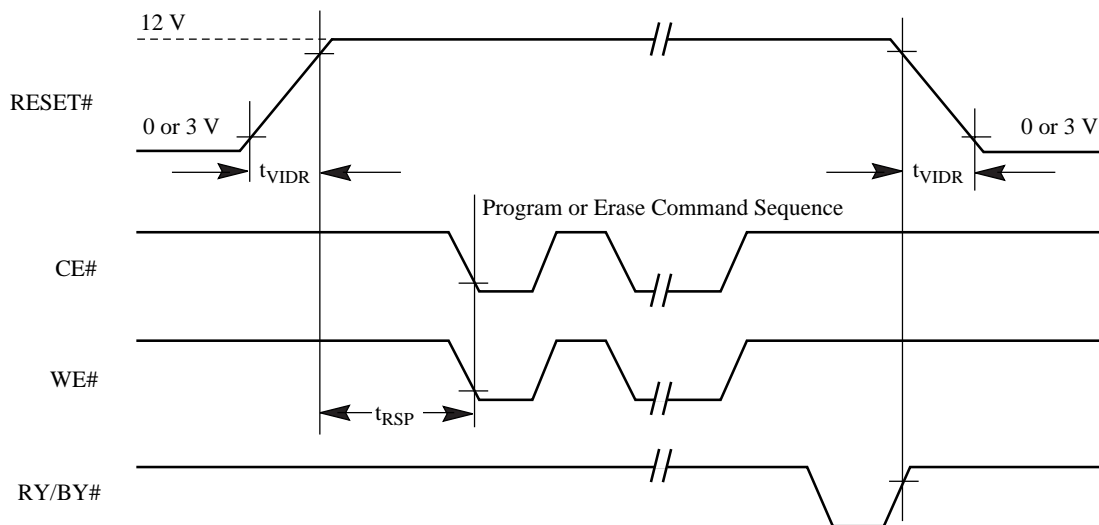 12 V
RESET#
0 or 3 V
0 or 3 V
tVIDR
tVIDR
Program or Erase Command Sequence
CE#
WE#
tRSP
RY/BY#